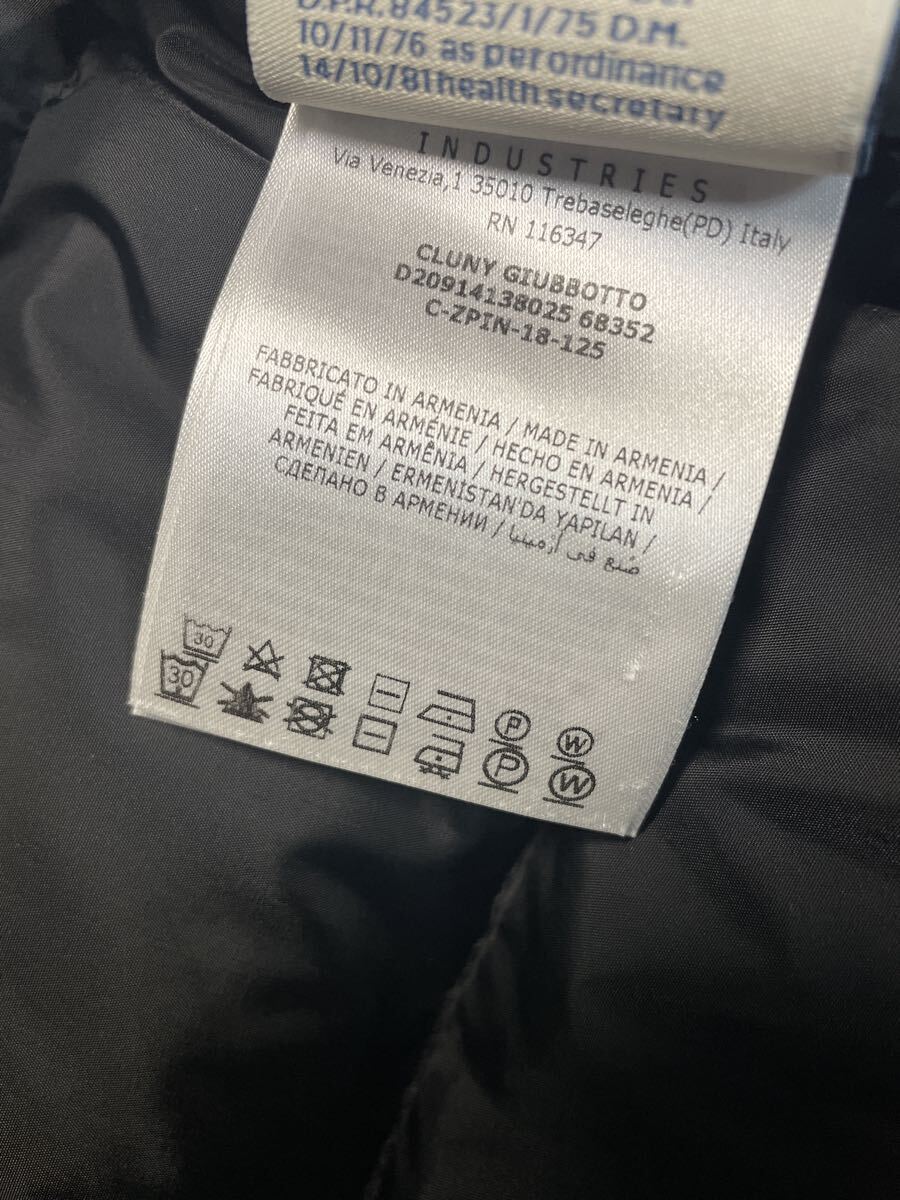 D.P.R. 84523/1/75 D.M.
10/11/76 as per ordinance
14/10/81 health secretary
INDUSTRIES
Via Venezia,1 35010 Trebaseleghe(PD) Italy
RN 116347
CLUNY GIUBBOTTO
D20914138025 68352
C-ZPIN-18-125
FABBRICATO IN ARMENIA / MADE IN ARMENIA /
FABRIQUÉ EN ARMÉNIE / HECHO EN ARMENIA /
FEITA EM ARMÊNIA / HERGESTELLT IN
ARMENIEN / ERMENISTAN'DA YAPILAN /
СДЕЛАНО В АРМЕНИИ / صُنع في أرمينيا
30
P
W
30
P
W